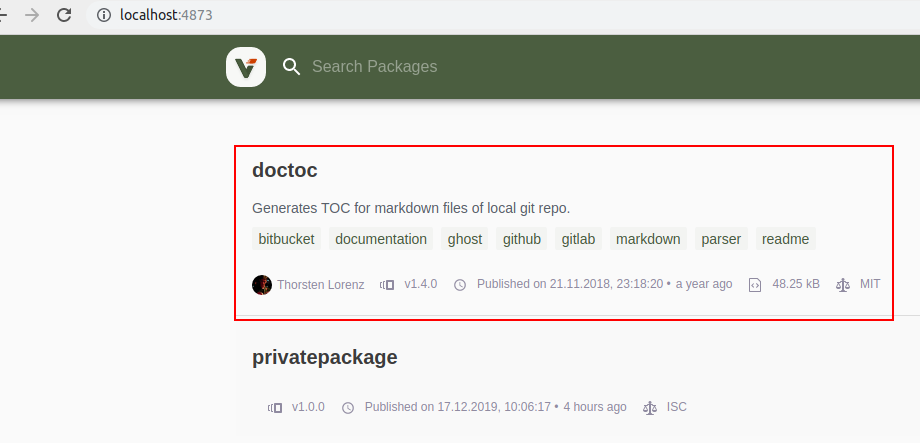 localhost:4873
Search Packages
doctoc
Generates TOC for markdown files of local git repo.
bitbucket documentation ghost github gitlab markdown parser readme
Thorsten Lorenz v1.4.0 Published on 21.11.2018, 23:18:20 • a year ago 48.25 kB MIT
privatepackage
v1.0.0 Published on 17.12.2019, 10:06:17 • 4 hours ago ISC